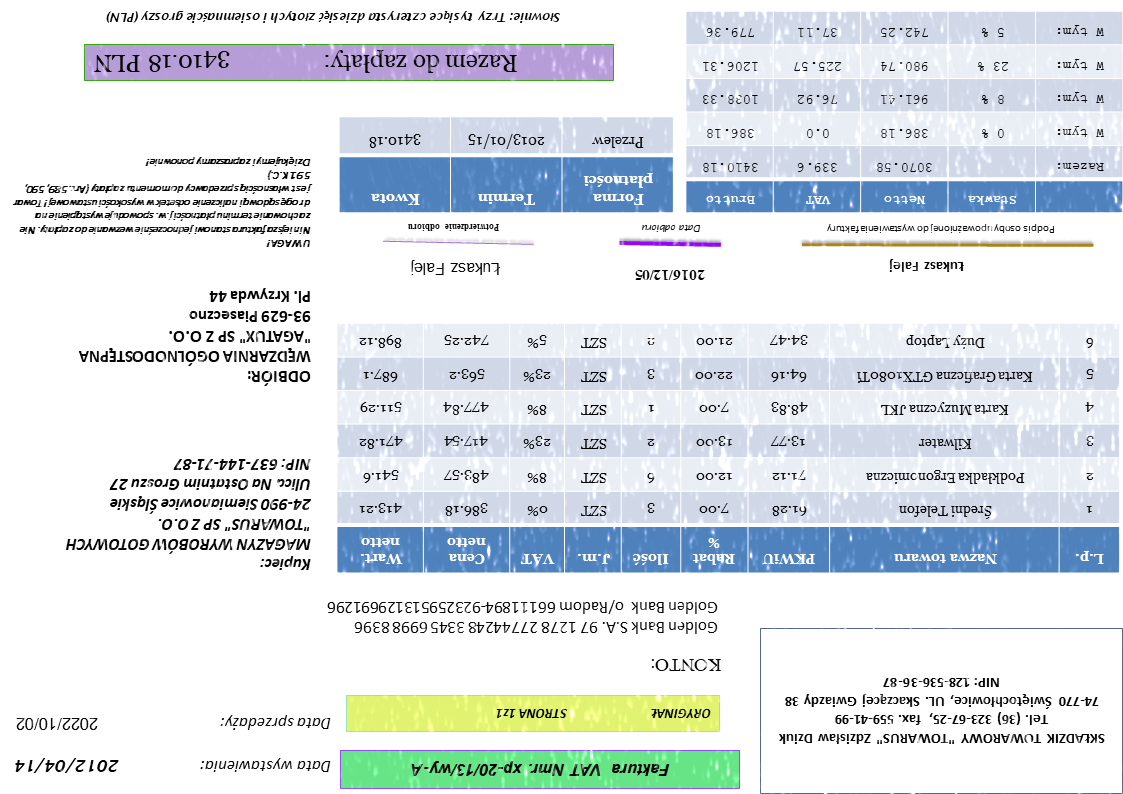 SKŁADZIK TOWAROWY "TOWARUS" Zdzisław Dziuk
Tel. (36) 323-67-25, fax. 559-41-99
74-770 Świętochłowice, UL. Skaczącej Gwiazdy 38
NIP: 128-536-36-87
Faktura VAT Nmr. xp-20/13/wy-A
Data wystawienia: 2012/04/14
ORYGINAŁ STRONA 1z1
Data sprzedaży: 2022/10/02
KONTO:
Golden Bank S.A. 97 1278 27744248 3345 6998 8396
Golden Bank o/Radom 66111894-923259513129691296
L.p. Nazwa towaru PKWiU Rabat % Ilość J.m. VAT Cena netto Wart. netto
1 Średni Telefon 61.28 7.00 3 SZT 0% 386.18 413.21
2 Podkładka Ergonomiczna 71.12 12.00 6 SZT 8% 483.57 541.6
3 Kilwater 13.77 13.00 2 SZT 23% 417.54 471.82
4 Karta Muzyczna JKL 48.83 7.00 1 SZT 8% 477.84 511.29
5 Karta Graficzna GTX1080Ti 64.16 22.00 3 SZT 23% 563.2 687.1
6 Duży Laptop 34.47 21.00 2 SZT 5% 742.25 898.12
Kupiec:
MAGAZYN WYROBÓW GOTOWYCH
"TOWARUS" SP Z O.O.
24-990 Siemianowice Śląskie
Ulica Na Ostatnim Groszu 27
NIP: 637-144-71-87
ODBIÓR:
WĘDZARNIA OGÓLNODOSTĘPNA
"AGATUX" SP Z O.O.
93-629 Piaseczno
Pl. Krzywda 44
Łukasz Falej
Podpis osoby upoważnionej do wystawienia faktury
2016/12/05
Data odbioru
Łukasz Falej
Potwierdzenie odbioru
UWAGA!
Niniejsza faktura stanowi jednocześnie wezwanie do zapłaty. Nie
zachowanie terminu płatności j.w. spowoduje wystąpienie na
drogę sądową i naliczenie odsetek w wysokości ustawowej! Towar
jest własnością sprzedawcy do momentu zapłaty (Ar.. 589, 590,
591 K.C.)
Dziękujemy i zapraszamy ponownie!
Stawka Netto VAT Brutto
Razem: 3070.58 339.6 3410.18
W tym: 0 % 386.18 0.0 386.18
W tym: 8 % 961.41 76.92 1038.33
W tym: 23 % 980.74 225.57 1206.31
W tym: 5 % 742.25 37.11 779.36
Forma płatności Termin Kwota
Przelew 2013/01/15 3410.18
Razem do zapłaty: 3410.18 PLN
Słownie: Trzy tysiące czterysta dziesięć złotych i osiemnaście groszy (PLN)